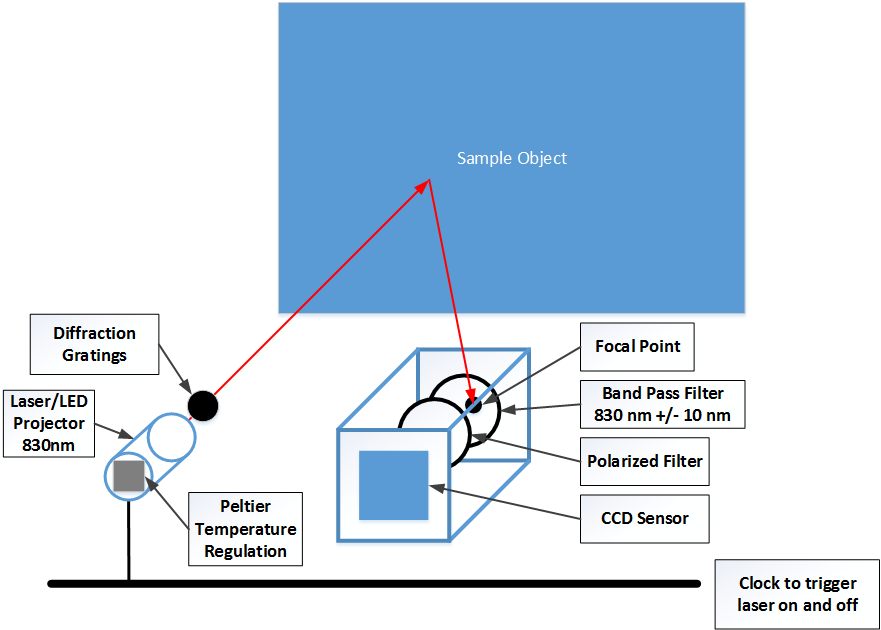 Sample Object
Diffraction
Gratings
Focal Point
Laser/LED
Projector
830nm
Band Pass Filter
830 nm +/- 10 nm
Polarized Filter
Peltier
Temperature
Regulation
CCD Sensor
Clock to trigger
laser on and off